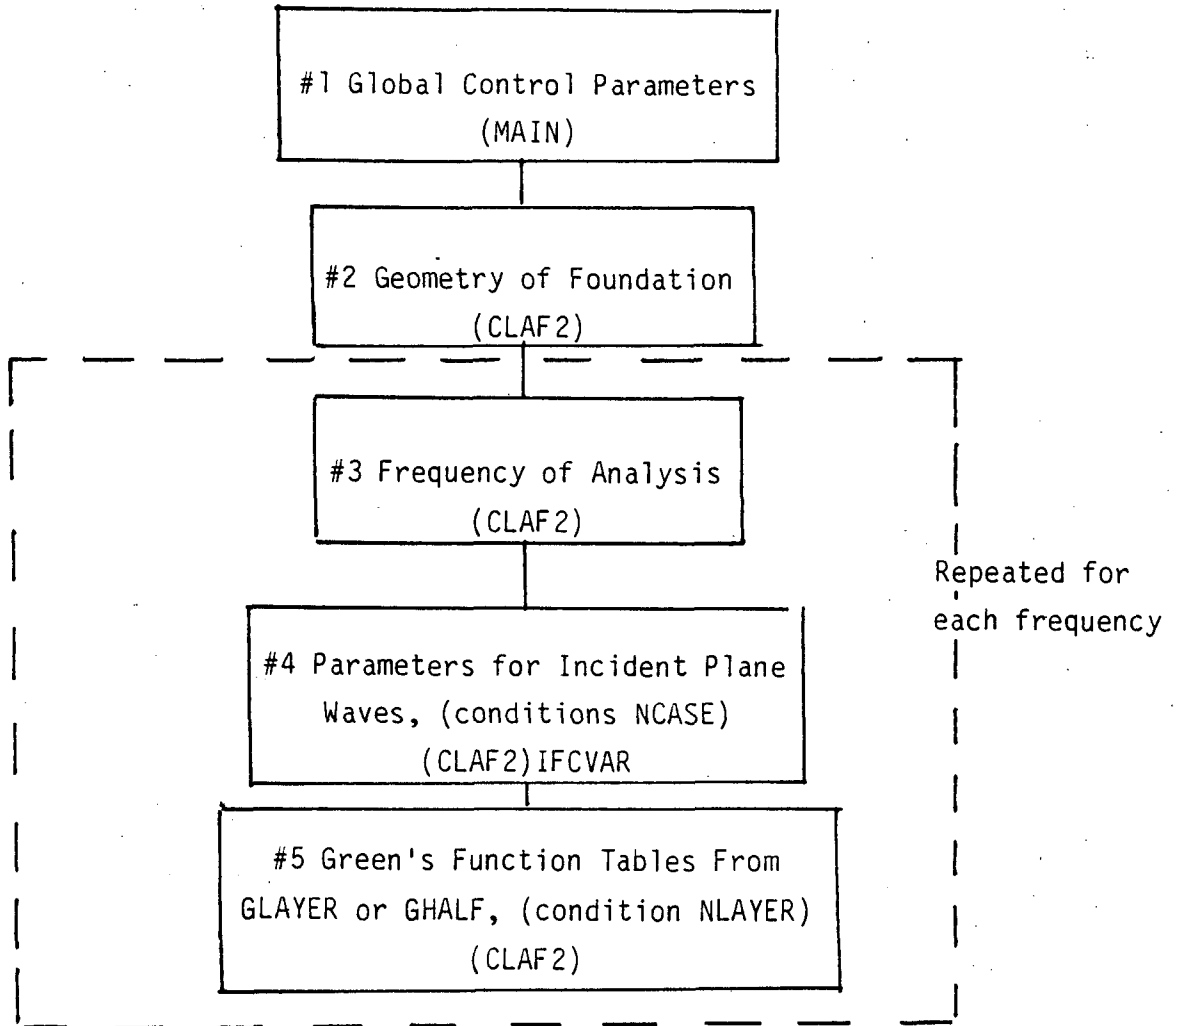 #1 Global Control Parameters
(MAIN)
#2 Geometry of Foundation
(CLAF2)
#3 Frequency of Analysis
(CLAF2)
Repeated for
each frequency
#4 Parameters for Incident Plane
Waves, (conditions NCASE)
(CLAF2)IFCVAR
#5 Green's Function Tables From
GLAYER or GHALF, (condition NLAYER)
(CLAF2)